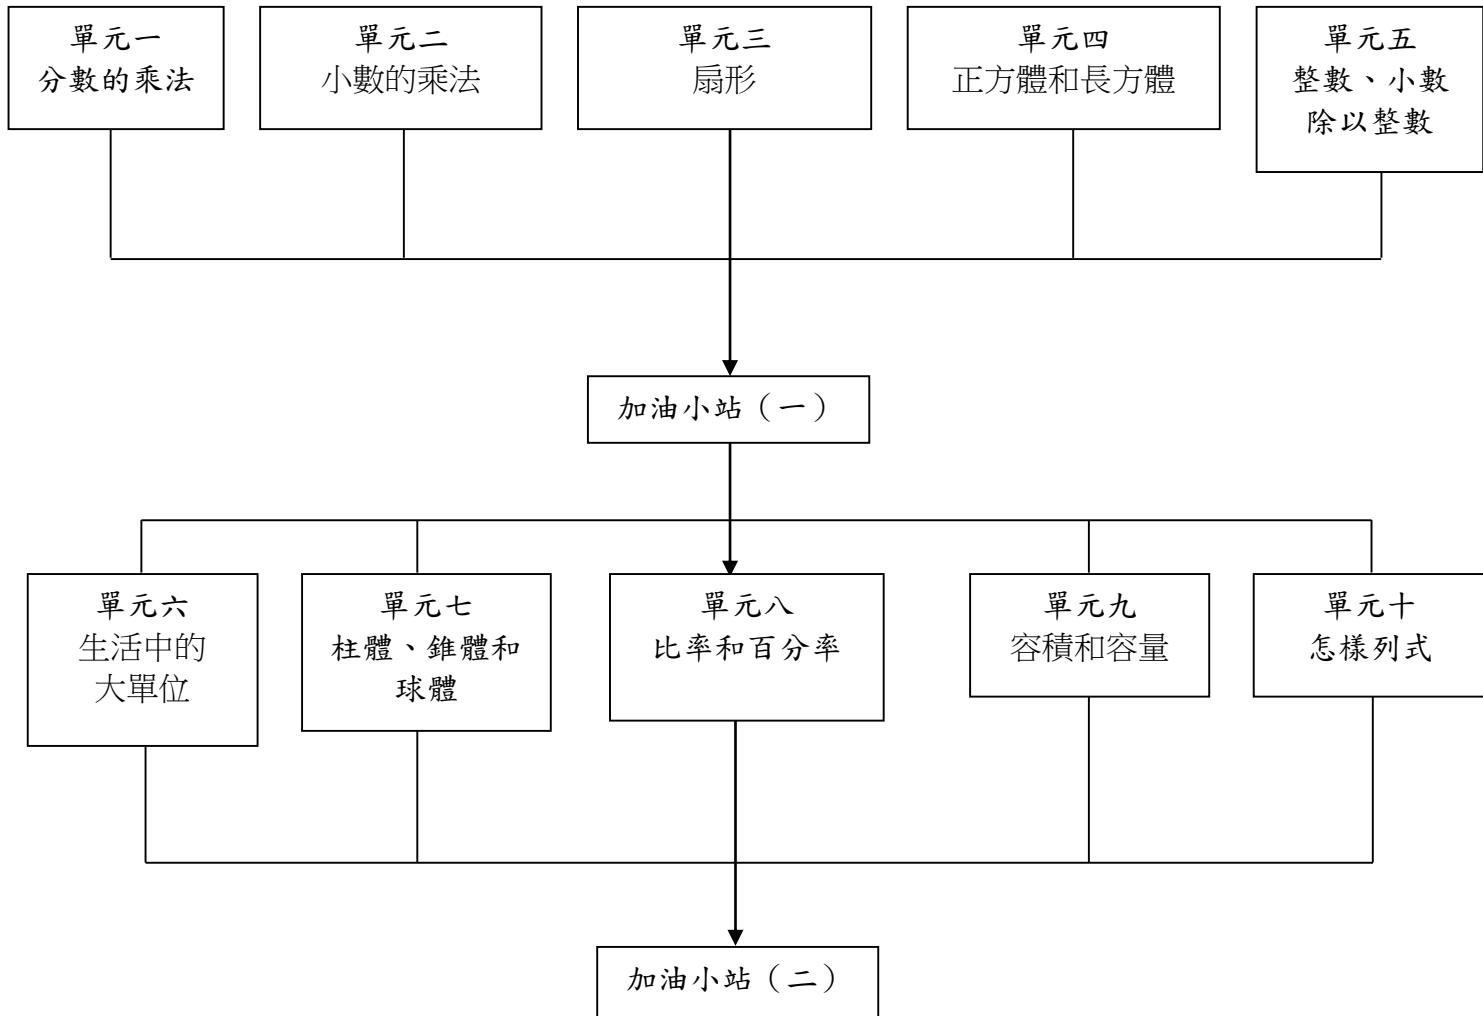 單元一
分數的乘法
單元二
小數的乘法
單元三
扇形
單元四
正方體和長方體
單元五
整數、小數
除以整數
加油小站（一）
單元六
生活中的
大單位
單元七
柱體、錐體和
球體
單元八
比率和百分率
單元九
容積和容量
單元十
怎樣列式
加油小站（二）